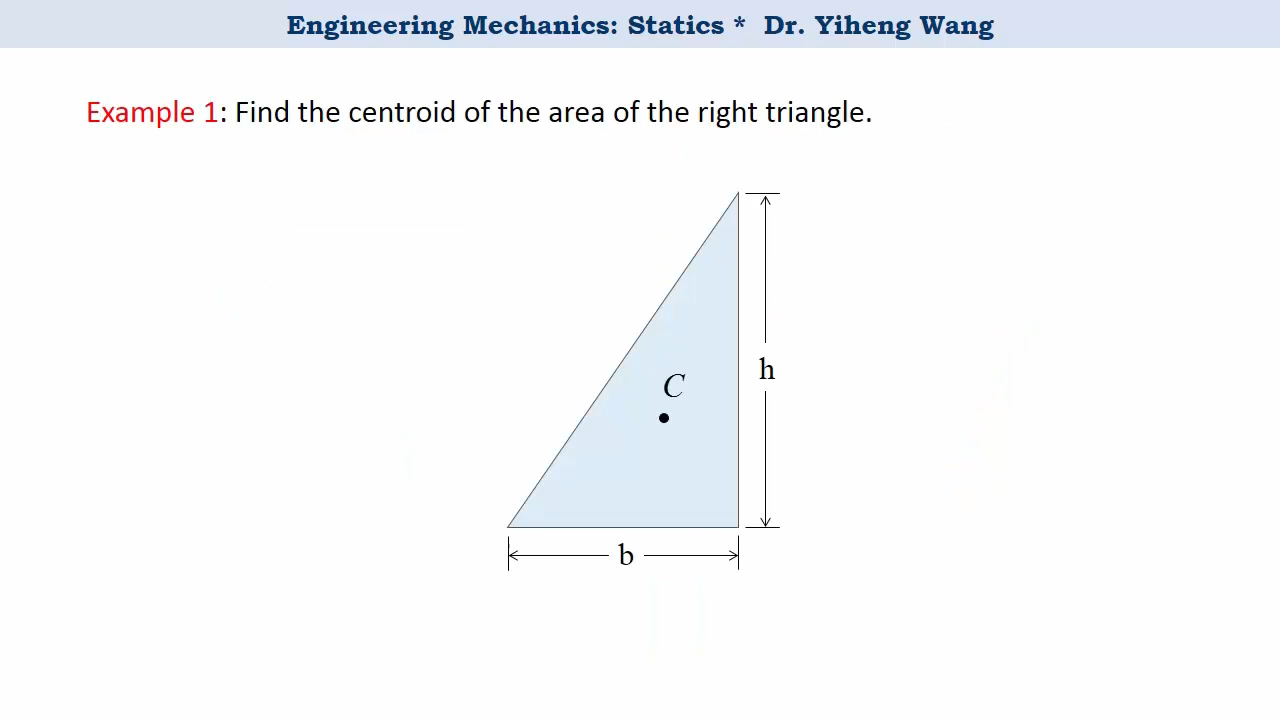 Engineering Mechanics: Statics * Dr. Yiheng Wang
Example 1: Find the centroid of the area of the right triangle.
C
h
b